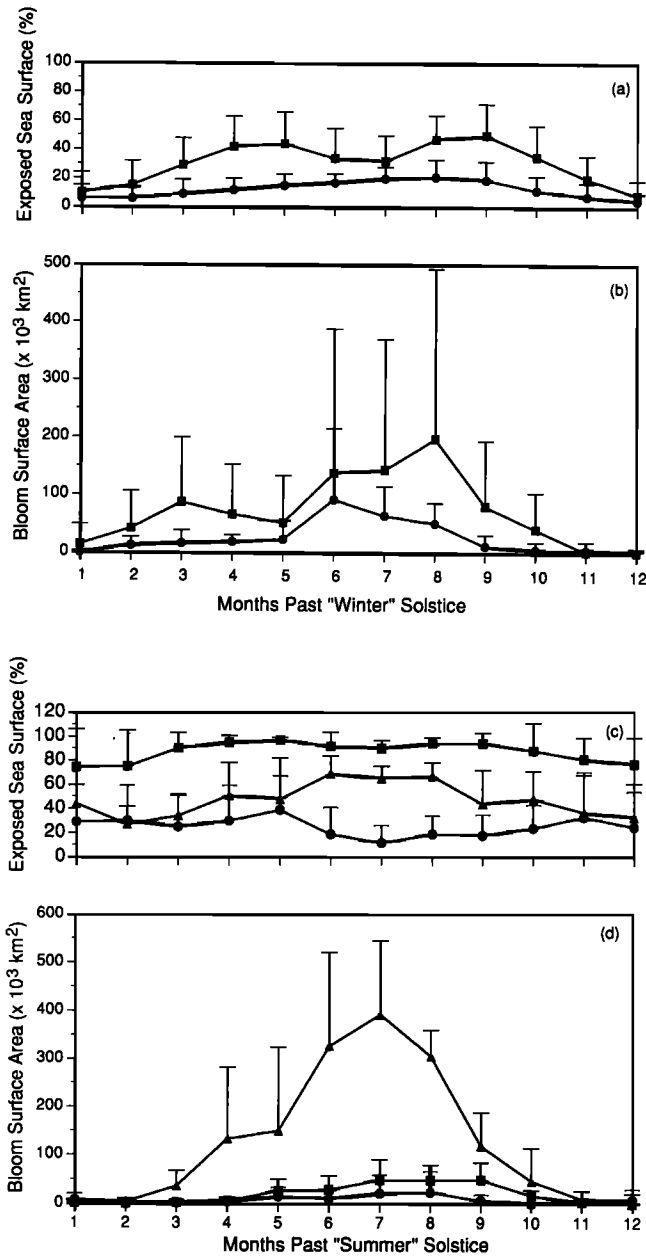 Exposed Sea Surface (%)
100
80
60
40
20
0
(a)
Bloom Surface Area (x 10³ km²)
500
400
300
200
100
0
(b)
1 2 3 4 5 6 7 8 9 10 11 12
Months Past "Winter" Solstice
Exposed Sea Surface (%)
120
100
80
60
40
20
0
(c)
Bloom Surface Area (x 10³ km²)
600
500
400
300
200
100
0
(d)
1 2 3 4 5 6 7 8 9 10 11 12
Months Past "Summer" Solstice